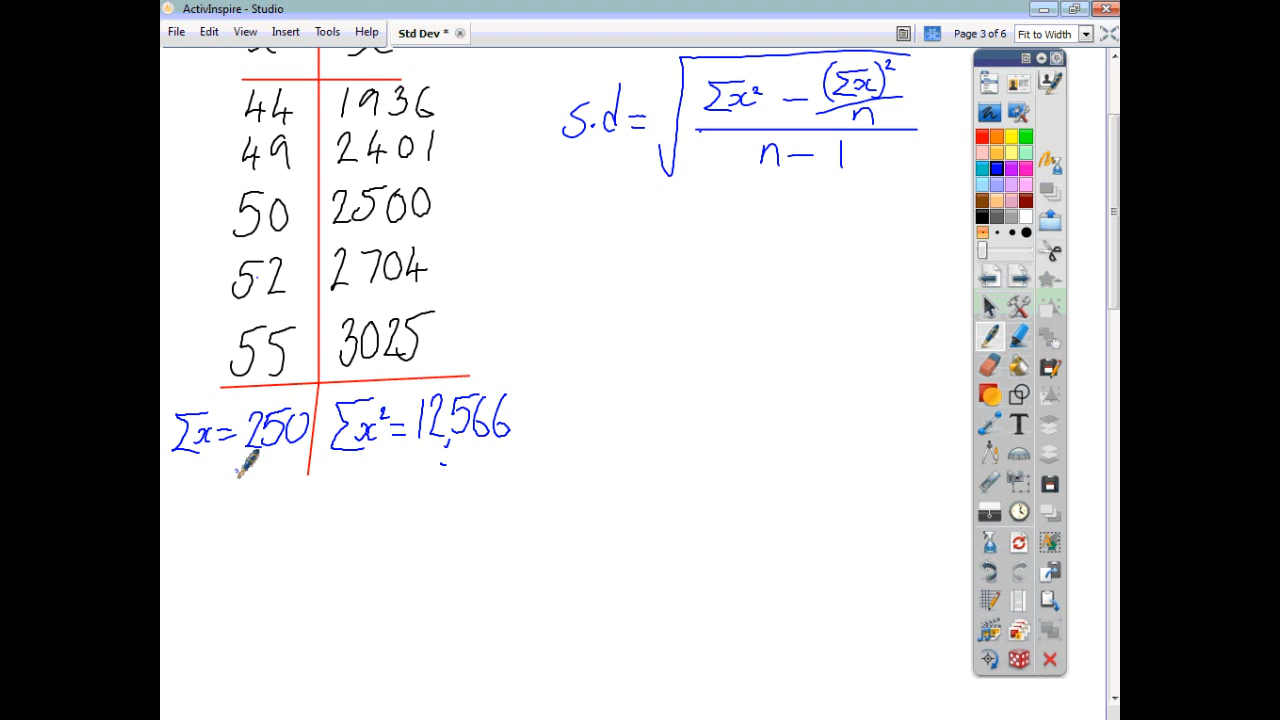 ActivInspire - Studio
File Edit View Insert Tools Help Std Dev * Page 3 of 6 Fit to Width
44 1936
49 2401
50 2500
52 2704
55 3025
Σx = 250 Σx² = 12,566
s.d = √((Σx² − (Σx)²/n)/(n − 1))